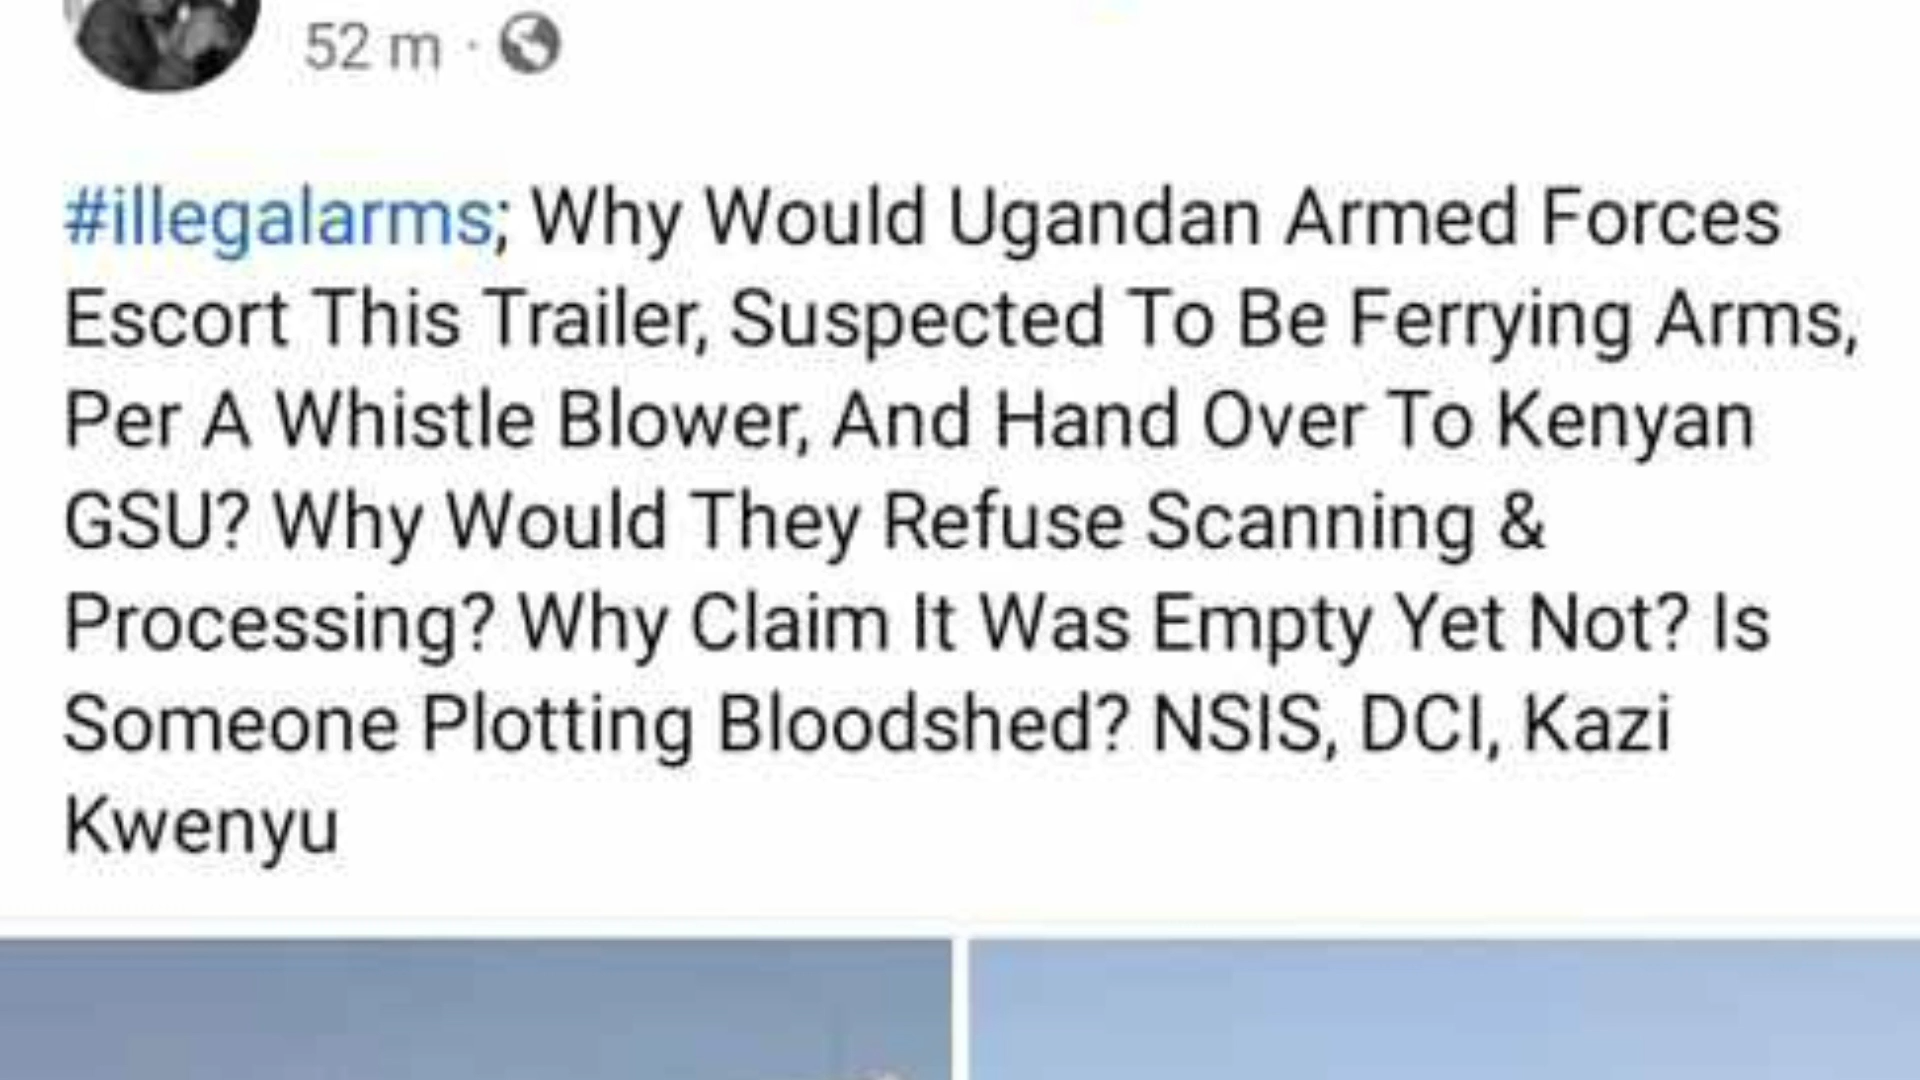 52 m ·
#illegalarms; Why Would Ugandan Armed Forces
Escort This Trailer, Suspected To Be Ferrying Arms,
Per A Whistle Blower, And Hand Over To Kenyan
GSU? Why Would They Refuse Scanning &
Processing? Why Claim It Was Empty Yet Not? Is
Someone Plotting Bloodshed? NSIS, DCI, Kazi
Kwenyu